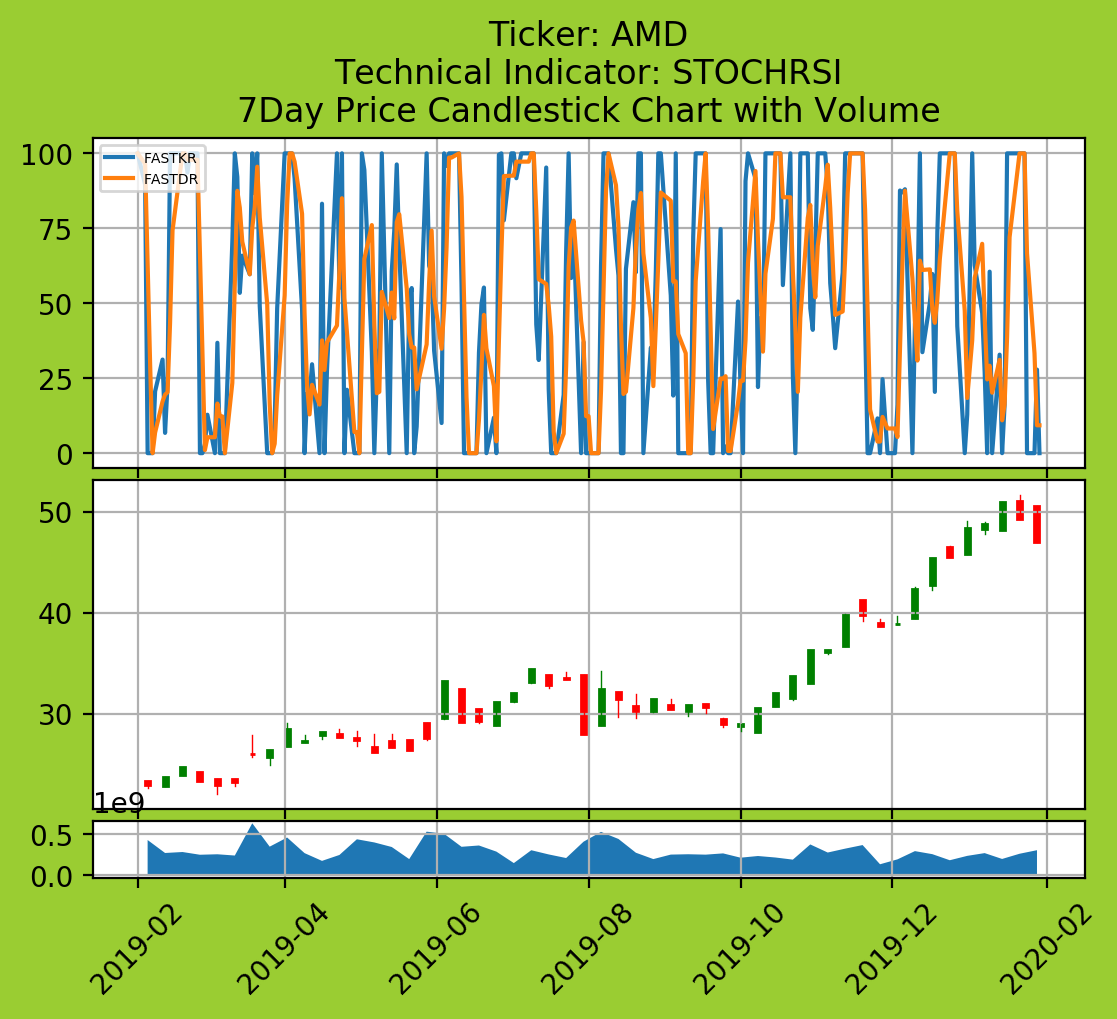 Ticker: AMD
Technical Indicator: STOCHRSI
7Day Price Candlestick Chart with Volume
100
75
50
25
0
FASTKR
FASTDR
50
40
30
1e9
0.5
0.0
2019-02
2019-04
2019-06
2019-08
2019-10
2019-12
2020-02